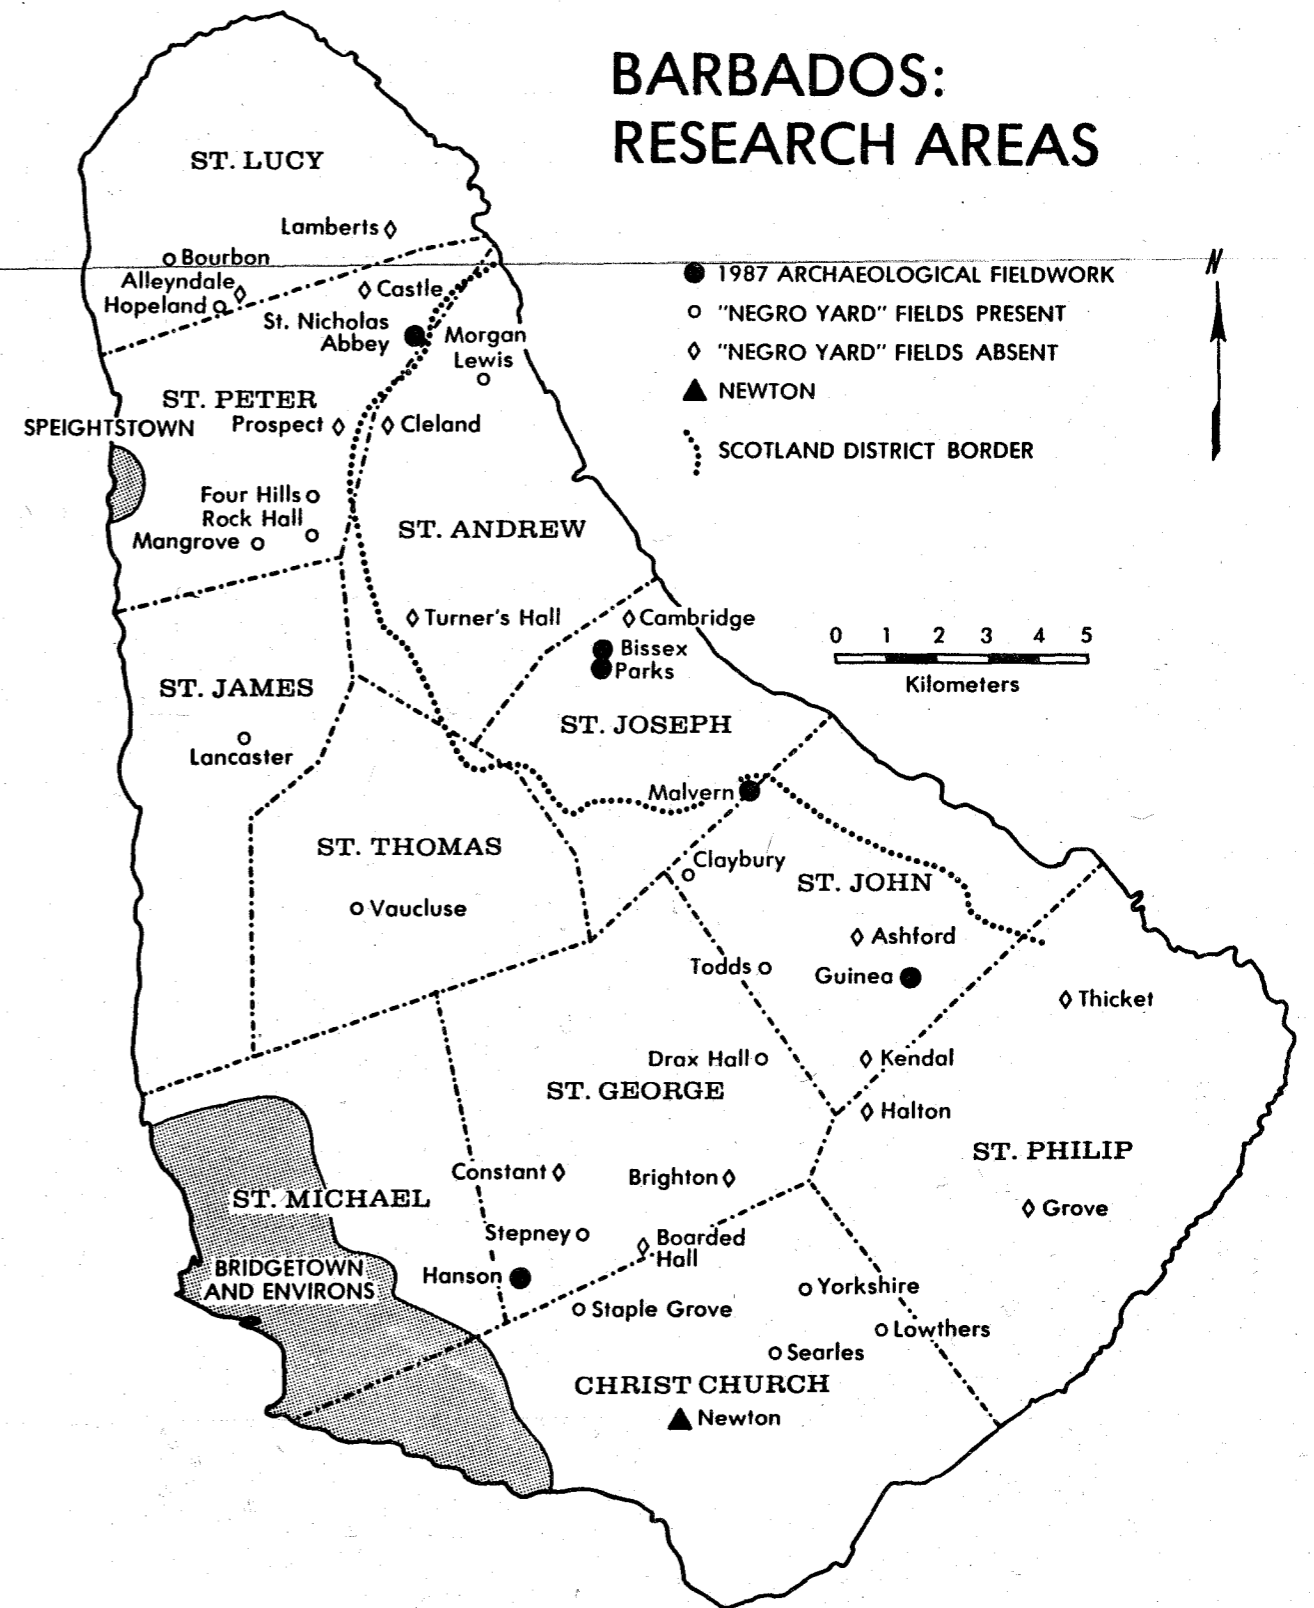 BARBADOS:
RESEARCH AREAS
ST. LUCY
Lamberts
Bourbon
Alleyndale
Hopeland
Castle
St. Nicholas
Abbey
Morgan
Lewis
N
1987 ARCHAEOLOGICAL FIELDWORK
"NEGRO YARD" FIELDS PRESENT
"NEGRO YARD" FIELDS ABSENT
NEWTON
SCOTLAND DISTRICT BORDER
ST. PETER
SPEIGHTSTOWN
Prospect
Cleland
Four Hills
Rock Hall
Mangrove
ST. ANDREW
Turner's Hall
Cambridge
Bissex
Parks
0 1 2 3 4 5
Kilometers
ST. JAMES
Lancaster
ST. JOSEPH
Malvern
ST. THOMAS
Vaucluse
Claybury
ST. JOHN
Ashford
Todds
Guinea
Thicket
Drax Hall
Kendal
ST. GEORGE
Halton
ST. PHILIP
Constant
Brighton
Grove
ST. MICHAEL
Stepney
Boarded
Hall
BRIDGETOWN
AND ENVIRONS
Hanson
Yorkshire
Staple Grove
Lowthers
Searles
CHRIST CHURCH
Newton